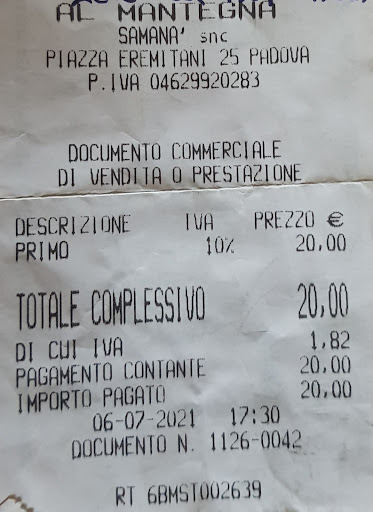 AL MANTEGNA
SAMANA' snc
PIAZZA EREMITANI 25 PADOVA
P.IVA 04629920283
DOCUMENTO COMMERCIALE
DI VENDITA O PRESTAZIONE
DESCRIZIONE IVA PREZZO €
PRIMO 10% 20,00
TOTALE COMPLESSIVO 20,00
DI CUI IVA 1,82
PAGAMENTO CONTANTE 20,00
IMPORTO PAGATO 20,00
06-07-2021 17:30
DOCUMENTO N. 1126-0042
RT 6BMST002639